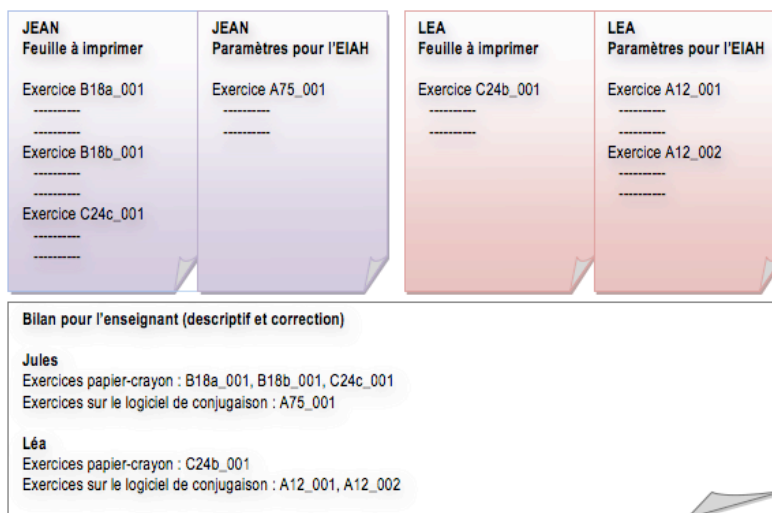 JEAN
Feuille à imprimer
Exercice B18a_001
----------
----------
Exercice B18b_001
----------
----------
Exercice C24c_001
----------
----------
JEAN
Paramètres pour l'EIAH
Exercice A75_001
----------
----------
LEA
Feuille à imprimer
Exercice C24b_001
----------
----------
LEA
Paramètres pour l'EIAH
Exercice A12_001
----------
----------
Exercice A12_002
----------
----------
Bilan pour l'enseignant (descriptif et correction)
Jules
Exercices papier-crayon : B18a_001, B18b_001, C24c_001
Exercices sur le logiciel de conjugaison : A75_001
Léa
Exercices papier-crayon : C24b_001
Exercices sur le logiciel de conjugaison : A12_001, A12_002